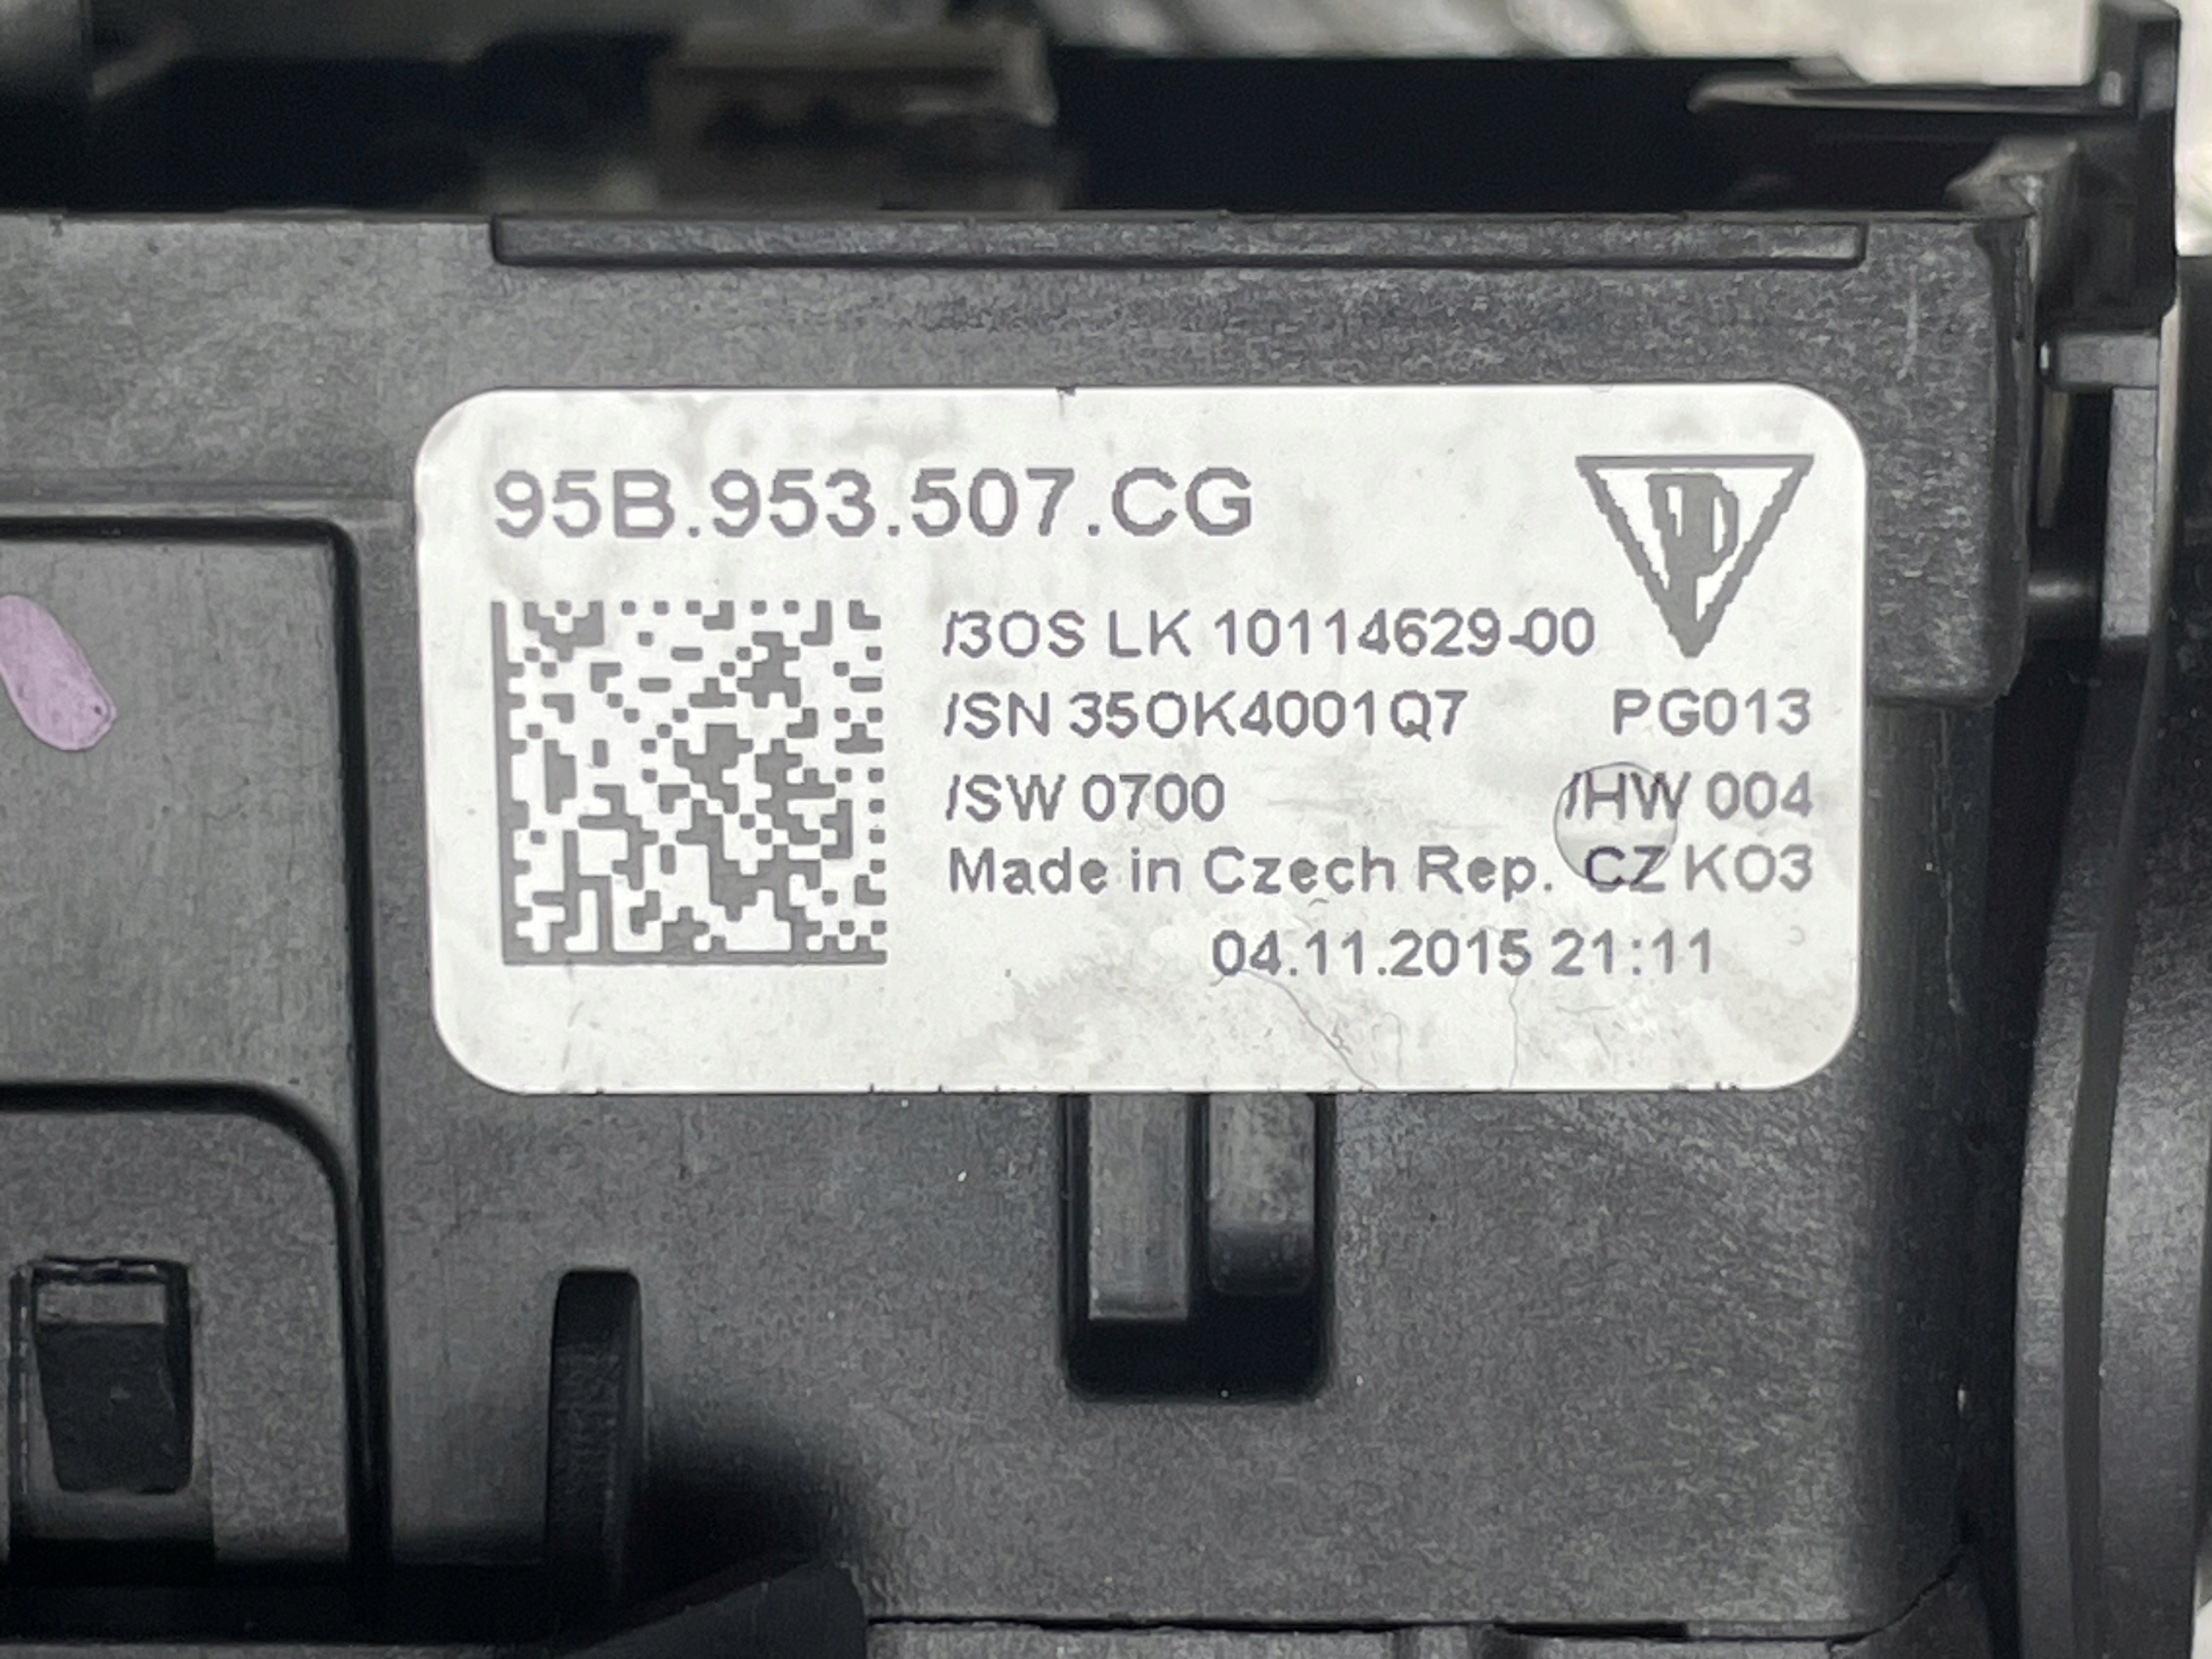 95B.953.507.CG
/3OS LK 10114629-00
/SN 35OK4001Q7 PG013
/SW 0700 /HW 004
Made in Czech Rep. CZ KO3
04.11.2015 21:11